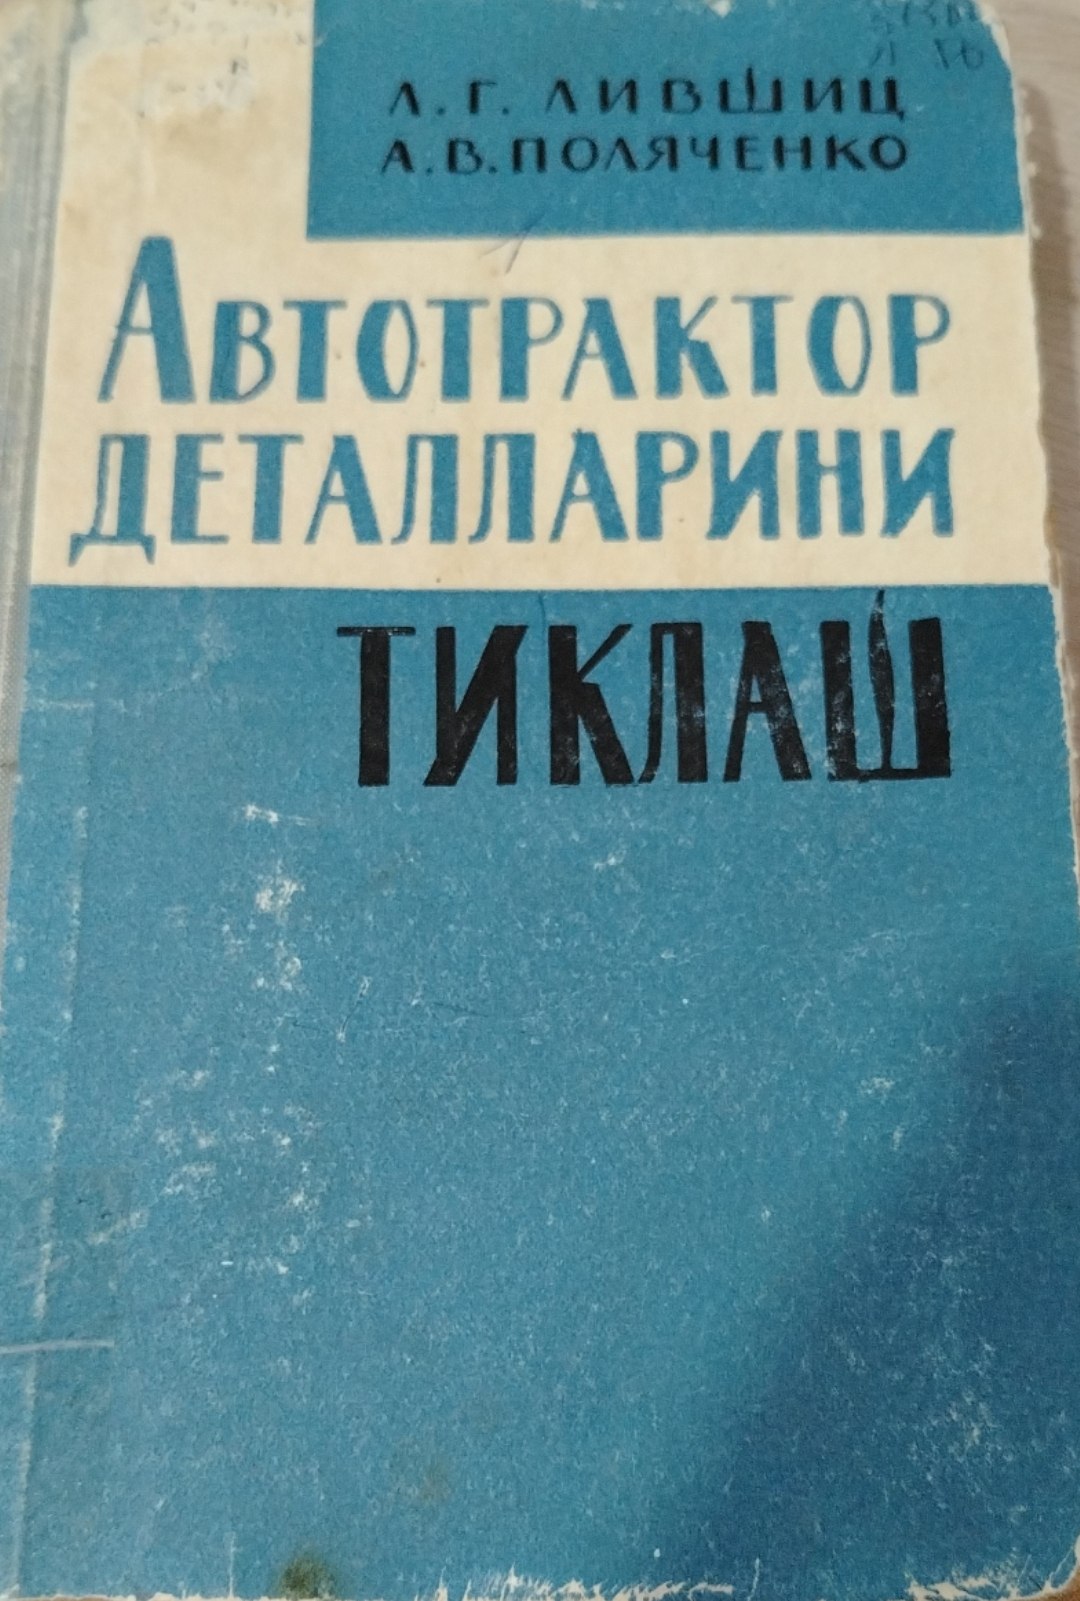 Л. Г. ЛИВШИЦ
А. В. ПОЛЯЧЕНКО
АВТОТРАКТОР
ДЕТАЛЛАРИНИ
ТИКЛАШ